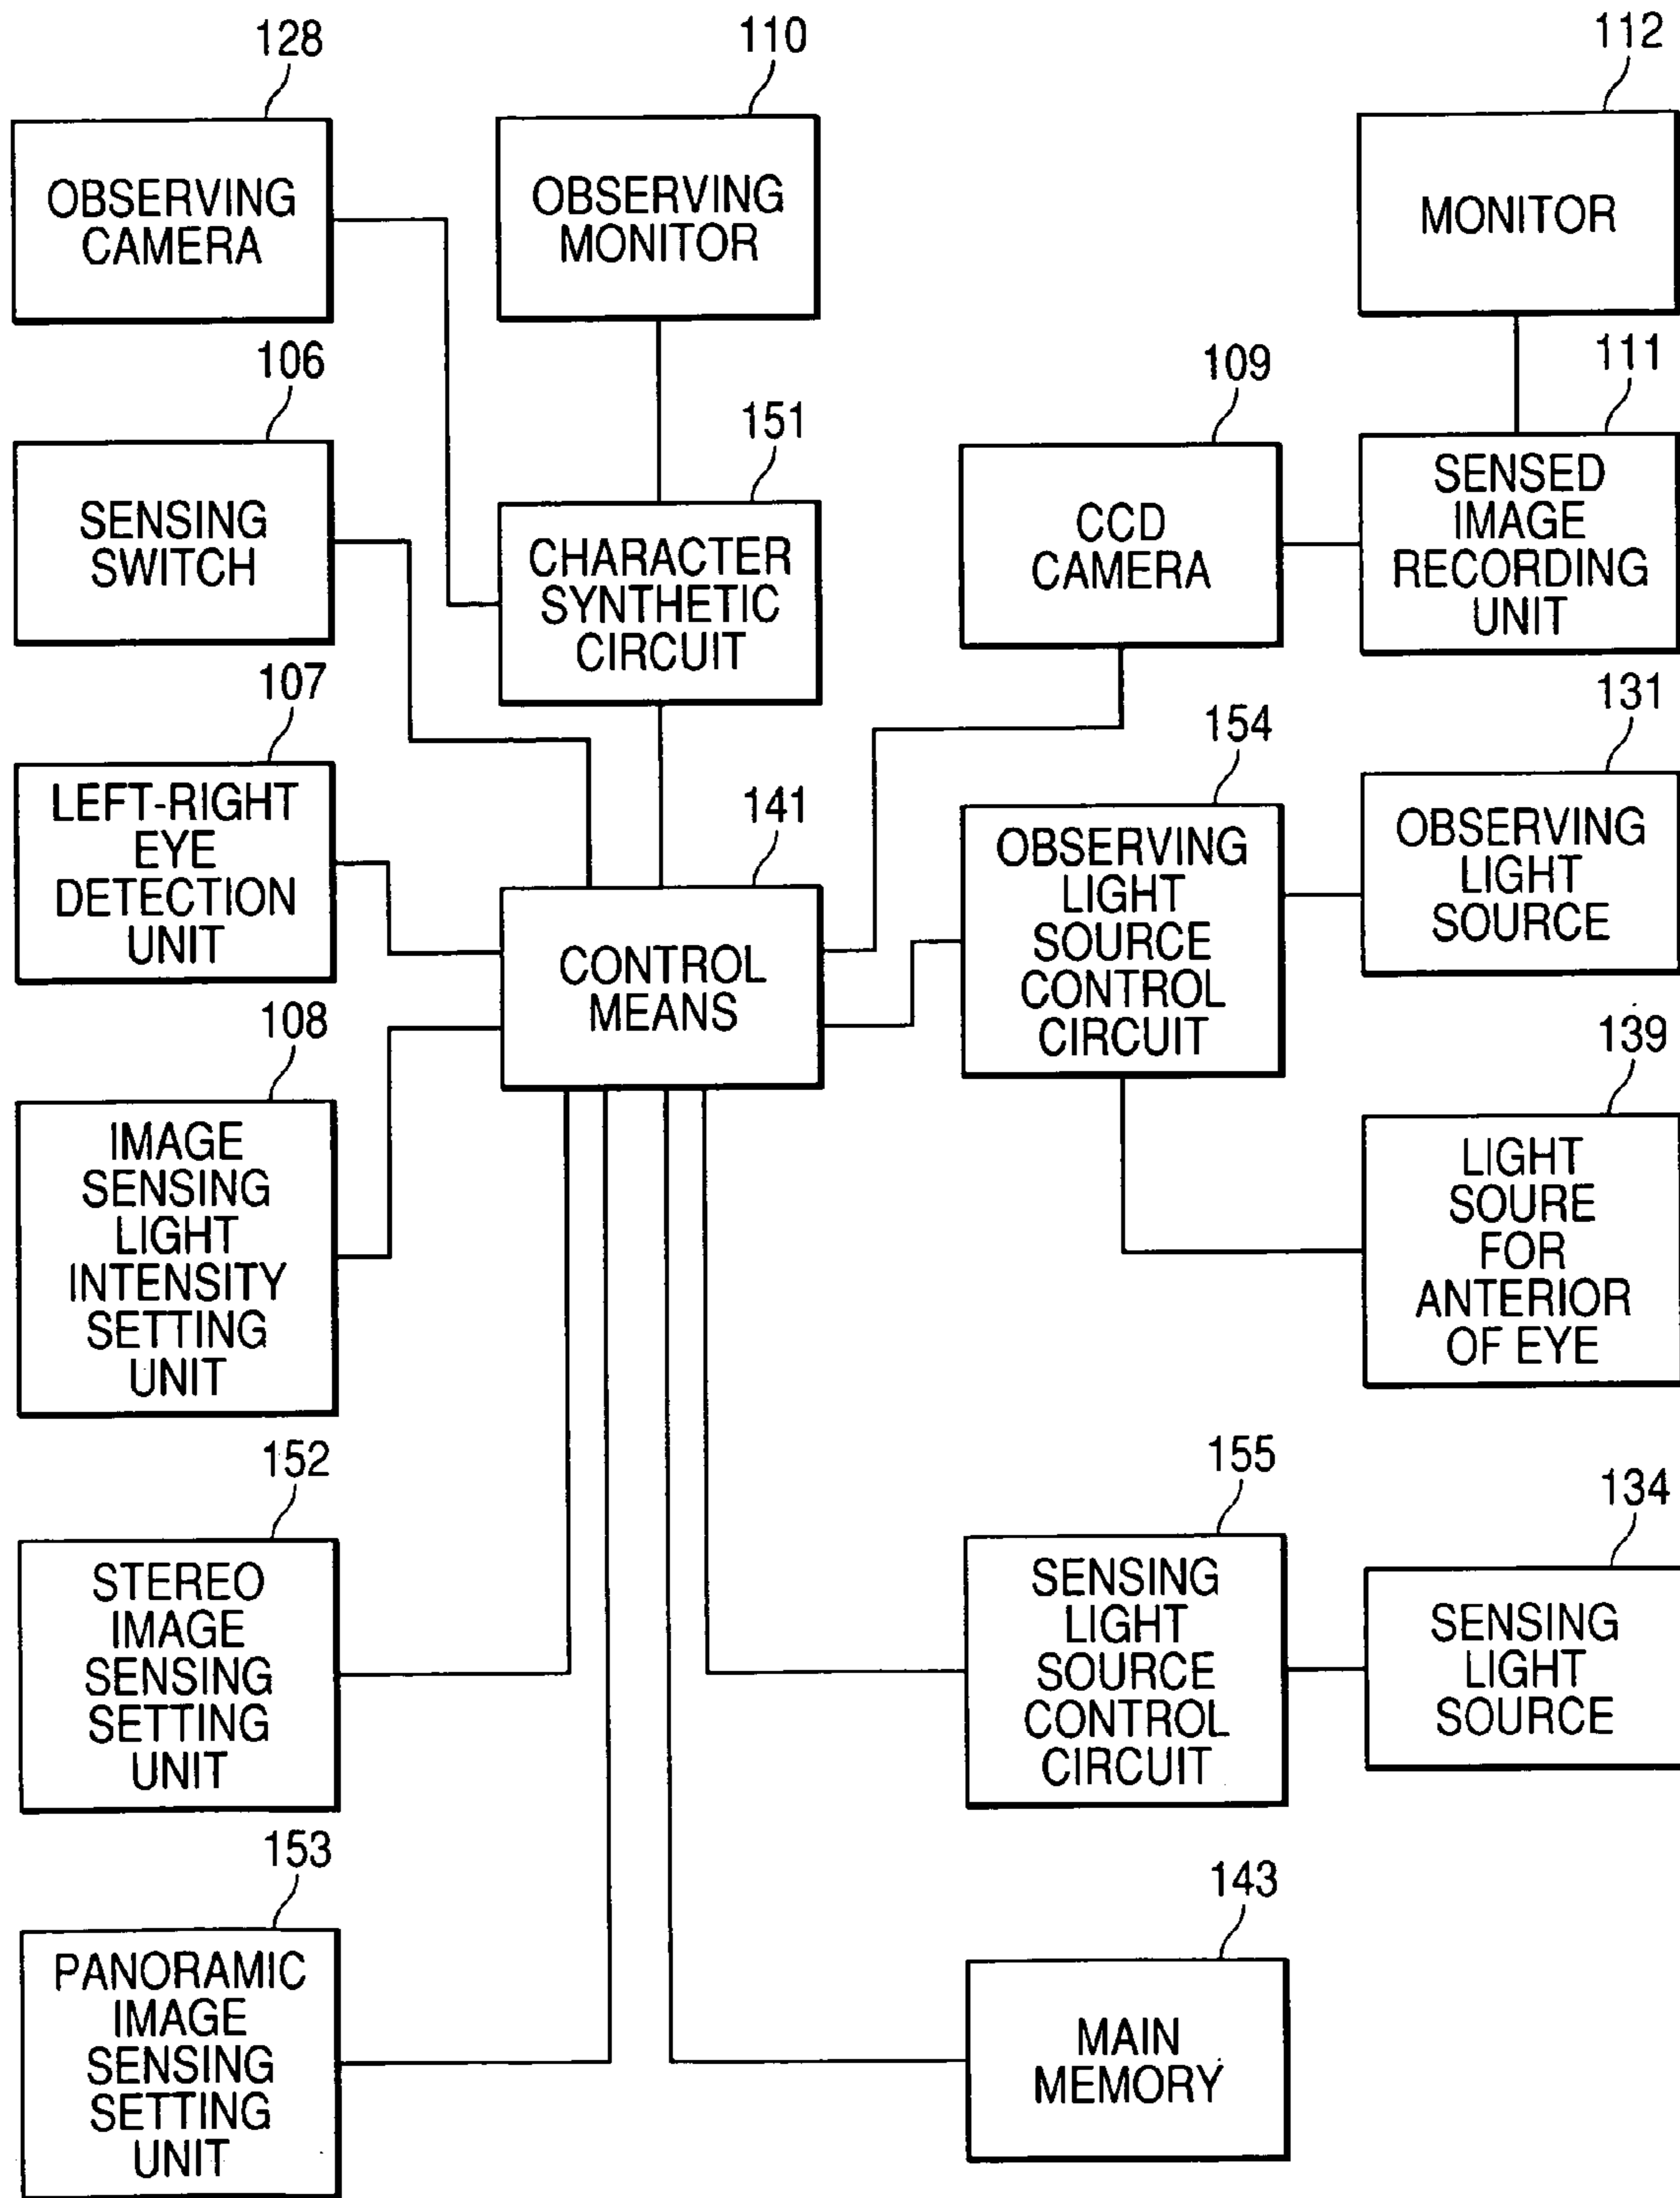 128
OBSERVING
CAMERA
110
OBSERVING
MONITOR
112
MONITOR
106
SENSING
SWITCH
151
CHARACTER
SYNTHETIC
CIRCUIT
109
CCD
CAMERA
111
SENSED
IMAGE
RECORDING
UNIT
107
LEFT-RIGHT
EYE
DETECTION
UNIT
141
CONTROL
MEANS
154
OBSERVING
LIGHT
SOURCE
CONTROL
CIRCUIT
131
OBSERVING
LIGHT
SOURCE
108
IMAGE
SENSING
LIGHT
INTENSITY
SETTING
UNIT
139
LIGHT
SOURE
FOR
ANTERIOR
OF EYE
152
STEREO
IMAGE
SENSING
SETTING
UNIT
155
SENSING
LIGHT
SOURCE
CONTROL
CIRCUIT
134
SENSING
LIGHT
SOURCE
153
PANORAMIC
IMAGE
SENSING
SETTING
UNIT
143
MAIN
MEMORY